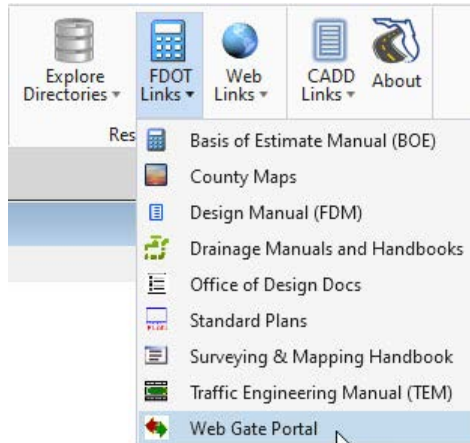 Explore
Directories
FDOT
Links
Web
Links
CADD
Links
About
Res
Basis of Estimate Manual (BOE)
County Maps
Design Manual (FDM)
Drainage Manuals and Handbooks
Office of Design Docs
Standard Plans
Surveying & Mapping Handbook
Traffic Engineering Manual (TEM)
Web Gate Portal